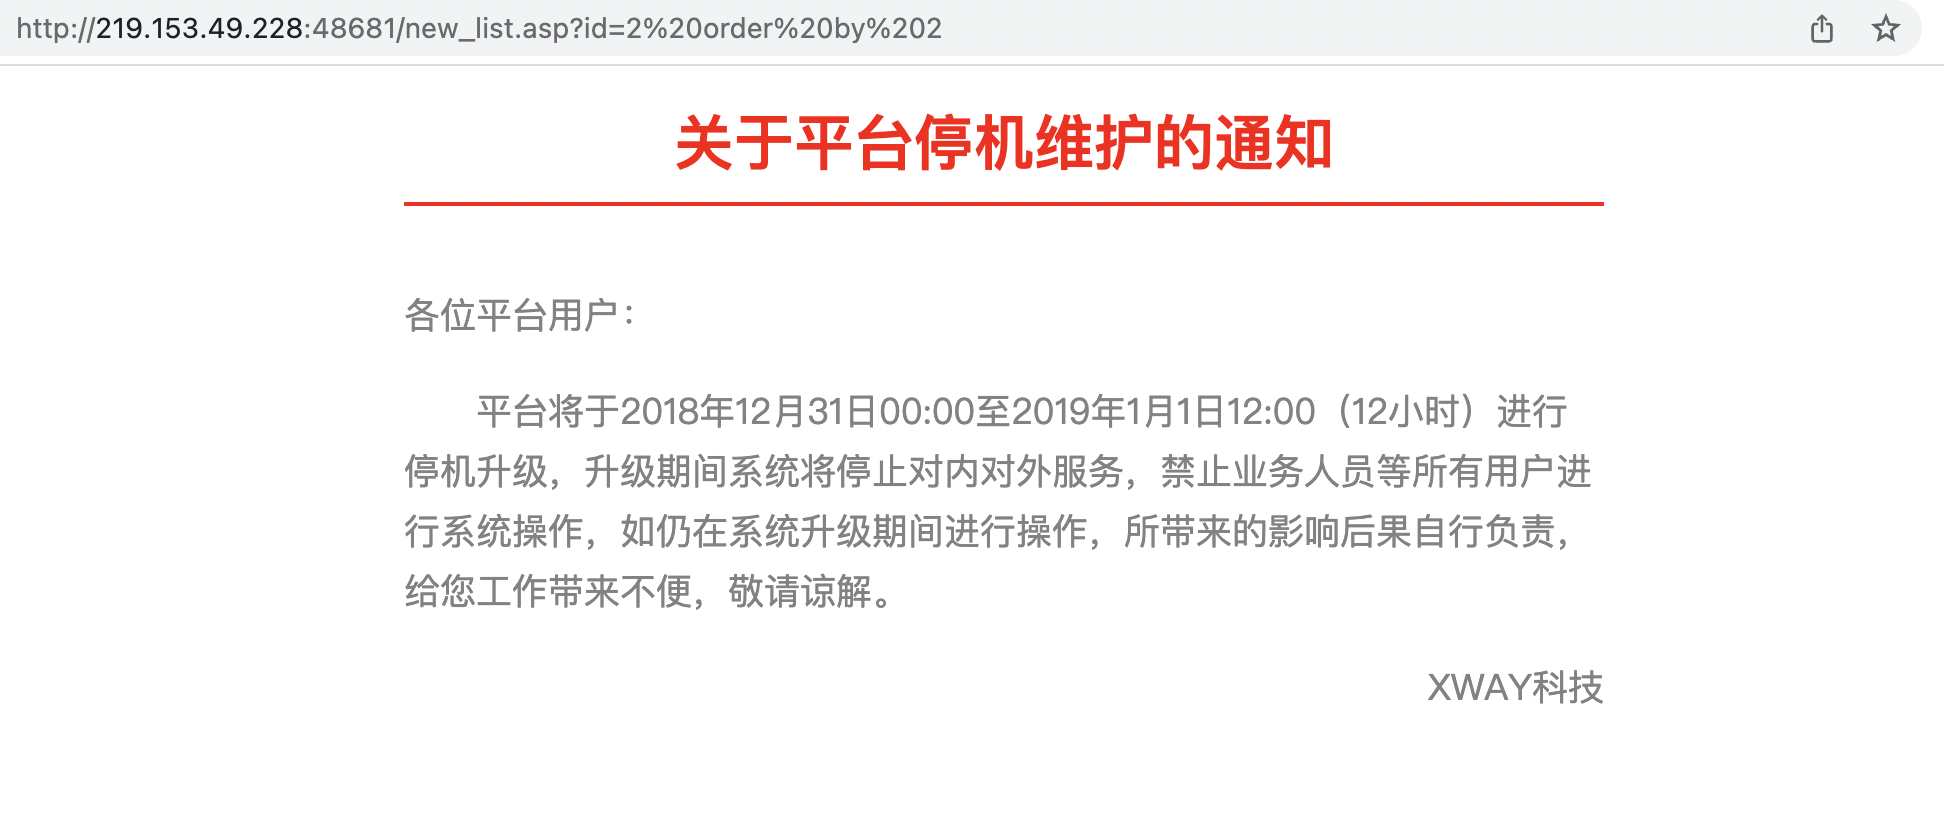 http://219.153.49.228:48681/new_list.asp?id=2%20order%20by%202
关于平台停机维护的通知
各位平台用户：
平台将于2018年12月31日00:00至2019年1月1日12:00（12小时）进行
停机升级，升级期间系统将停止对内对外服务，禁止业务人员等所有用户进
行系统操作，如仍在系统升级期间进行操作，所带来的影响后果自行负责，
给您工作带来不便，敬请谅解。
XWAY科技